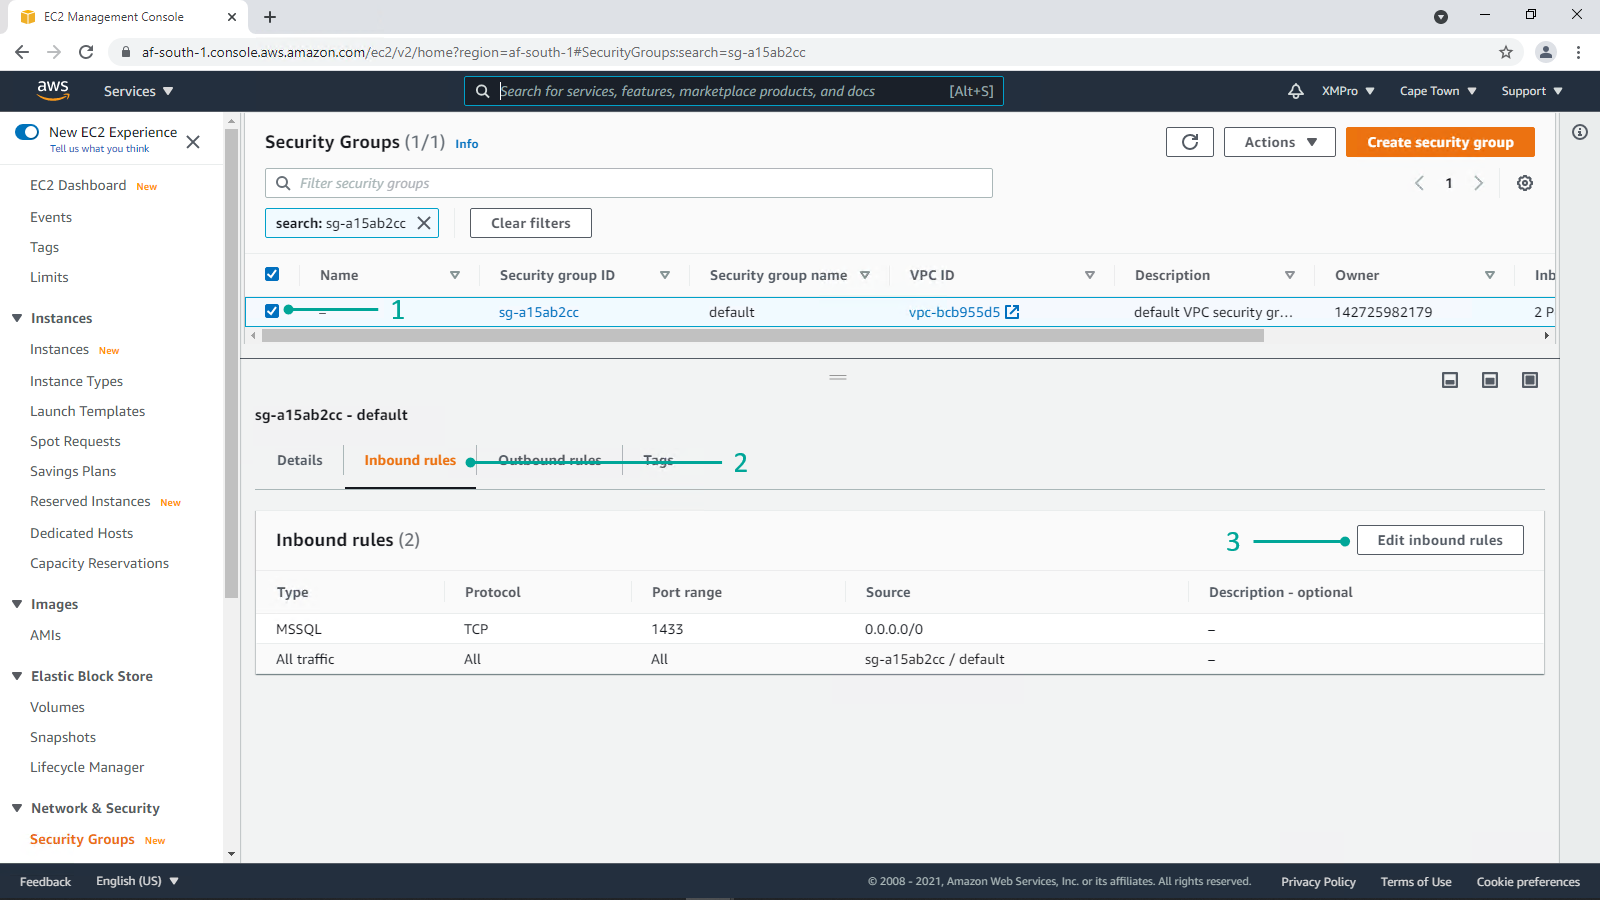 EC2 Management Console
af-south-1.console.aws.amazon.com/ec2/v2/home?region=af-south-1#SecurityGroups:search=sg-a15ab2cc
aws Services Search for services, features, marketplace products, and docs [Alt+S] XMPro Cape Town Support
New EC2 Experience
Tell us what you think
EC2 Dashboard New
Events
Tags
Limits
Instances
Instances New
Instance Types
Launch Templates
Spot Requests
Savings Plans
Reserved Instances New
Dedicated Hosts
Capacity Reservations
Images
AMIs
Elastic Block Store
Volumes
Snapshots
Lifecycle Manager
Network & Security
Security Groups New
Security Groups (1/1) Info Actions Create security group
Filter security groups 1
search: sg-a15ab2cc Clear filters
Name Security group ID Security group name VPC ID Description Owner Inb
– 1 sg-a15ab2cc default vpc-bcb955d5 default VPC security gr... 142725982179 2 P
sg-a15ab2cc - default
Details Inbound rules Outbound rules Tags 2
Inbound rules (2) 3 Edit inbound rules
Type Protocol Port range Source Description - optional
MSSQL TCP 1433 0.0.0.0/0 –
All traffic All All sg-a15ab2cc / default –
Feedback English (US) © 2008 - 2021, Amazon Web Services, Inc. or its affiliates. All rights reserved. Privacy Policy Terms of Use Cookie preferences